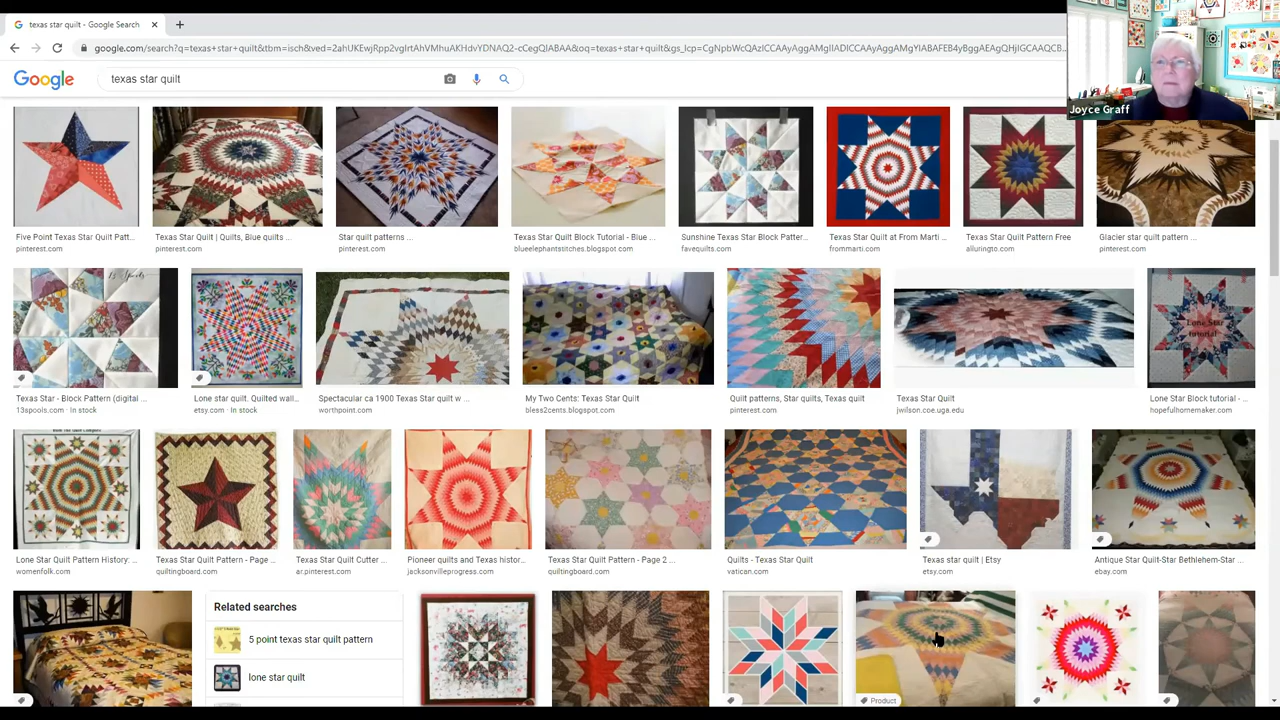 texas star quilt - Google Search
google.com/search?q=texas+star+quilt&tbm=isch&ved=
Google
texas star quilt
Joyce Graff
Five Point Texas Star Quilt Patt...
pinterest.com
Texas Star Quilt | Quilts, Blue quilts ...
pinterest.com
Star quilt patterns ...
pinterest.com
Texas Star Quilt Block Tutorial - Blue ...
blueelephantstitches.blogspot.com
Sunshine Texas Star Block Patter...
favequilts.com
Texas Star Quilt at From Marti ...
frommarti.com
Texas Star Quilt Pattern Free
allurington.com
Glacier star quilt pattern ...
pinterest.com
13 Spools
Lone Star
tutorial
Texas Star - Block Pattern (digital ...
13spools.com · In stock
Lone star quilt. Quilted wall...
etsy.com · In stock
Spectacular ca 1900 Texas Star quilt w ...
worthpoint.com
My Two Cents: Texas Star Quilt
bless2cents.blogspot.com
Quilt patterns, Star quilts, Texas quilt
pinterest.com
Texas Star Quilt
jwilson.coe.uga.edu
Lone Star Block tutorial - ...
hopefulhomemaker.com
Lone Star Quilt Pattern History: ...
womenfolk.com
Texas Star Quilt Pattern - Page ...
quiltingboard.com
Texas Star Quilt Cutter ...
ar.pinterest.com
Pioneer quilts and Texas histor...
jacksonvilleprogress.com
Texas Star Quilt Pattern - Page 2 ...
quiltingboard.com
Quilts - Texas Star Quilt
vatican.com
Texas star quilt | Etsy
etsy.com
Antique Star Quilt-Star Bethlehem-Star ...
ebay.com
Related searches
5 point texas star quilt pattern
lone star quilt
Product